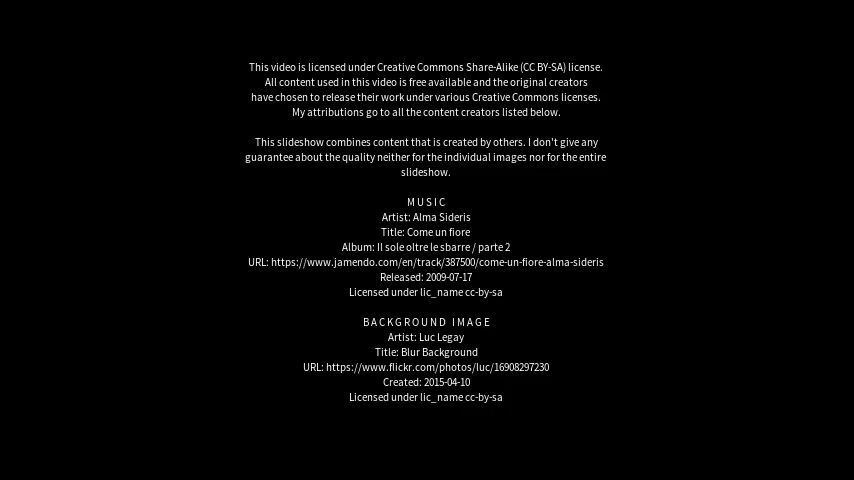 This video is licensed under Creative Commons Share-Alike (CC BY-SA) license.
All content used in this video is free available and the original creators
have chosen to release their work under various Creative Commons licenses.
My attributions go to all the content creators listed below.
This slideshow combines content that is created by others. I don't give any
guarantee about the quality neither for the individual images nor for the entire
slideshow.
MUSIC
Artist: Alma Sideris
Title: Come un fiore
Album: Il sole oltre le sbarre / parte 2
URL: https://www.jamendo.com/en/track/387500/come-un-fiore-alma-sideris
Released: 2009-07-17
Licensed under lic_name cc-by-sa
BACKGROUND IMAGE
Artist: Luc Legay
Title: Blur Background
URL: https://www.flickr.com/photos/luc/16908297230
Created: 2015-04-10
Licensed under lic_name cc-by-sa